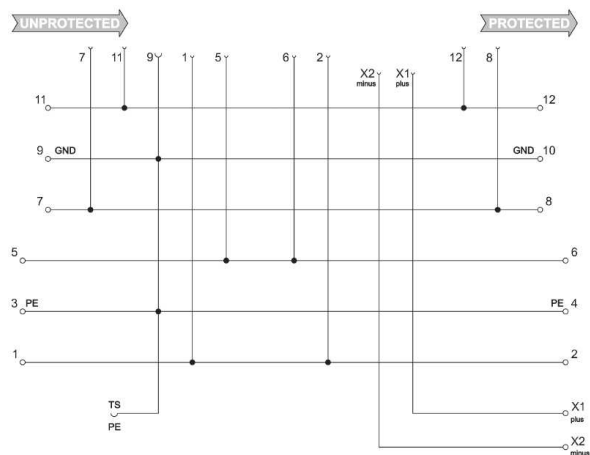 UNPROTECTED PROTECTED
7 11 9 1 5 6 2 12 8
X2 X1
minus plus
11 12
9 GND GND 10
7 8
5 6
3 PE PE 4
1 2
TS X1
plus
PE
X2
minus